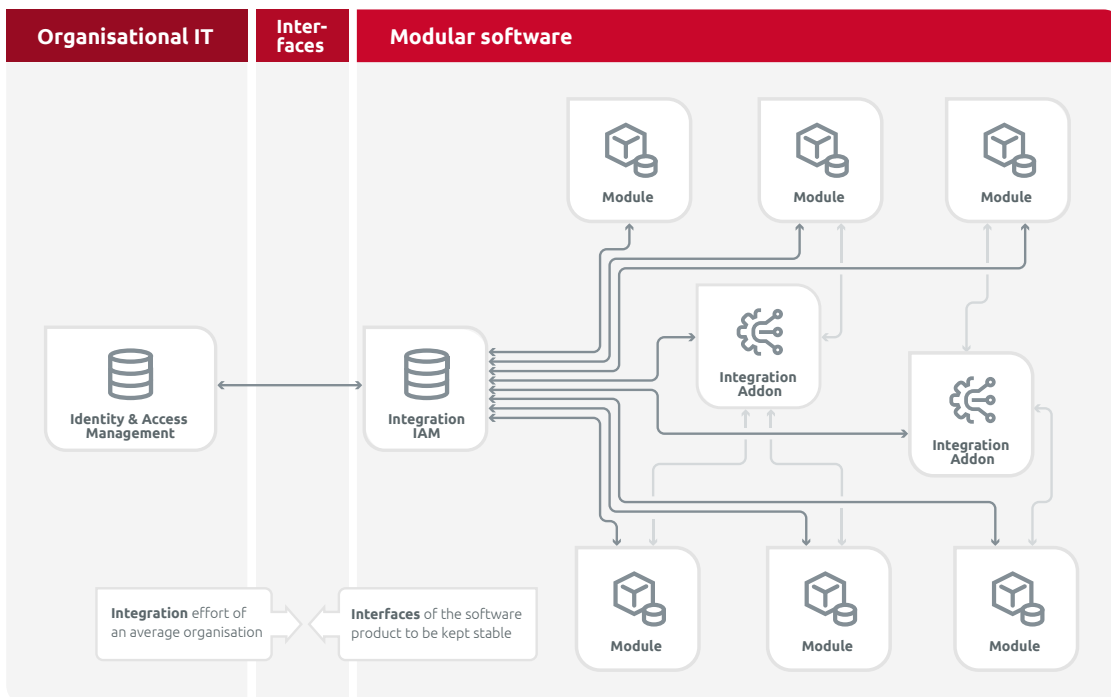 Organisational IT
Inter-
faces
Modular software
Module
Module
Module
Identity & Access
Management
Integration
IAM
Integration
Addon
Integration
Addon
Integration effort of
an average organisation
Interfaces of the software
product to be kept stable
Module
Module
Module